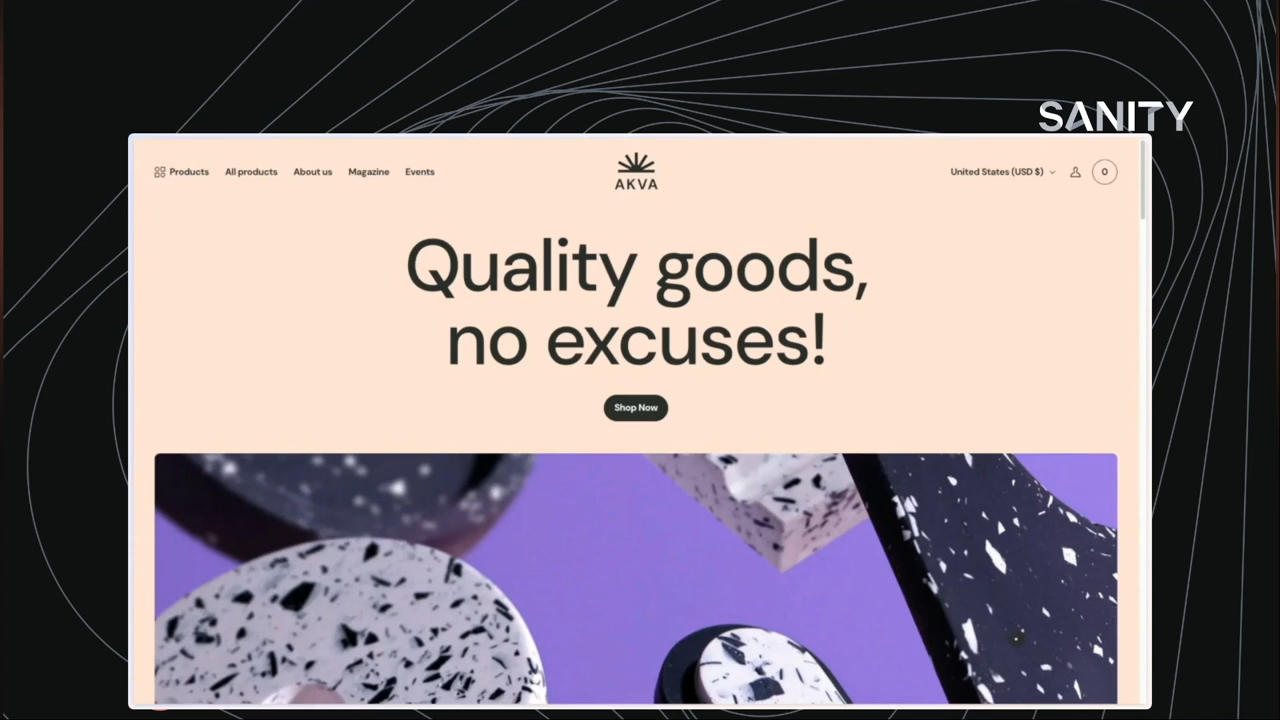 SANITY
Products All products About us Magazine Events
AKVA
United States (USD $) 0
Quality goods,
no excuses!
Shop Now